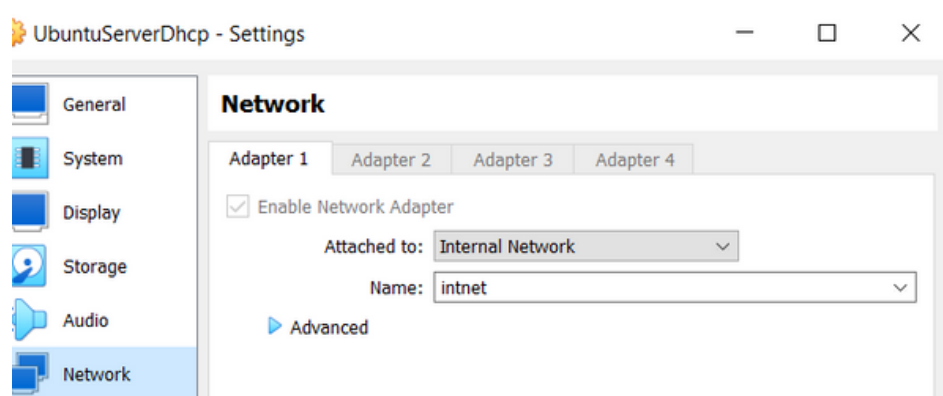 UbuntuServerDhcp - Settings
General
Network
System
Adapter 1 Adapter 2 Adapter 3 Adapter 4
Display
Enable Network Adapter
Attached to: Internal Network
Storage
Name: intnet
Audio
Advanced
Network